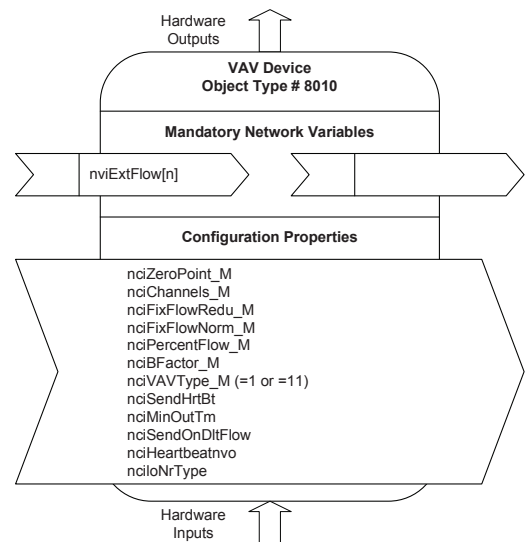 Hardware
Outputs
VAV Device
Object Type # 8010
Mandatory Network Variables
nviExtFlow[n]
Configuration Properties
nciZeroPoint_M
nciChannels_M
nciFixFlowRedu_M
nciFixFlowNorm_M
nciPercentFlow_M
nciBFactor_M
nciVAVType_M (=1 or =11)
nciSendHrtBt
nciMinOutTm
nciSendOnDltFlow
nciHeartbeatnvo
nciIoNrType
Hardware
Inputs